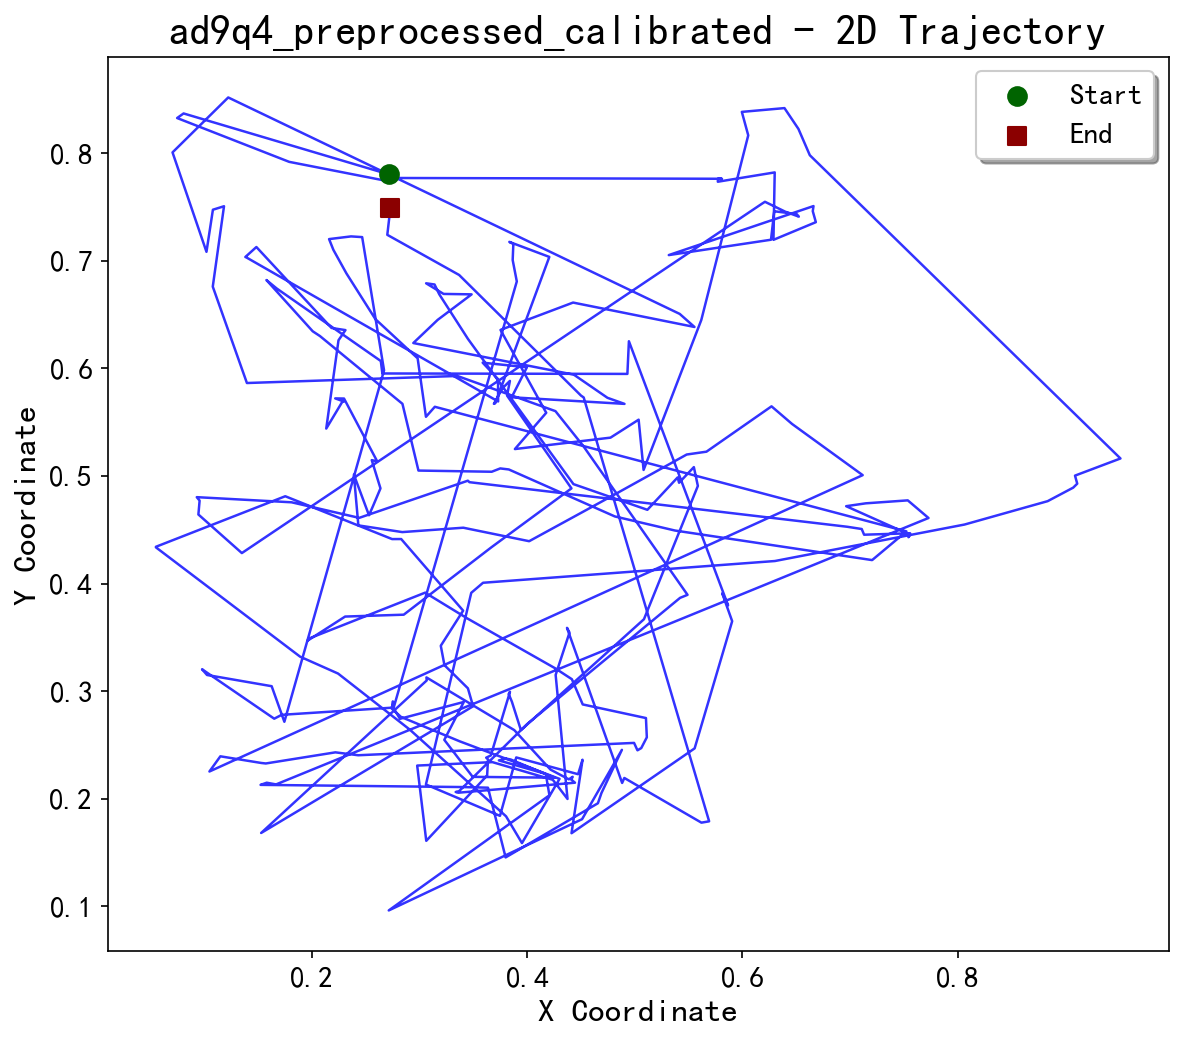 ad9q4_preprocessed_calibrated - 2D Trajectory
Start
End
Y Coordinate
0.8
0.7
0.6
0.5
0.4
0.3
0.2
0.1
0.2 0.4 0.6 0.8
X Coordinate